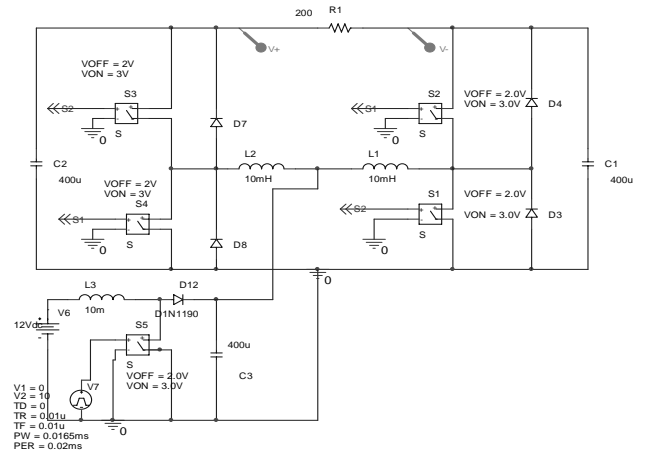 200 R1
V+
V-
VOFF = 2V
VON = 3V
S3
S2
S
0
D7
S2
VOFF = 2.0V
VON = 3.0V
D4
S1
S
0
C2
400u
L2
10mH
L1
10mH
C1
400u
VOFF = 2V
VON = 3V
S4
S1
S
0
D8
S1
VOFF = 2.0V
VON = 3.0V
D3
S2
S
0
0
L3
10m
D12
D1N1190
V6
12Vdc
S5
S
VOFF = 2.0V
VON = 3.0V
400u
C3
V7
0
V1 = 0
V2 = 10
TD = 0
TR = 0.01u
TF = 0.01u
PW = 0.0165ms
PER = 0.02ms